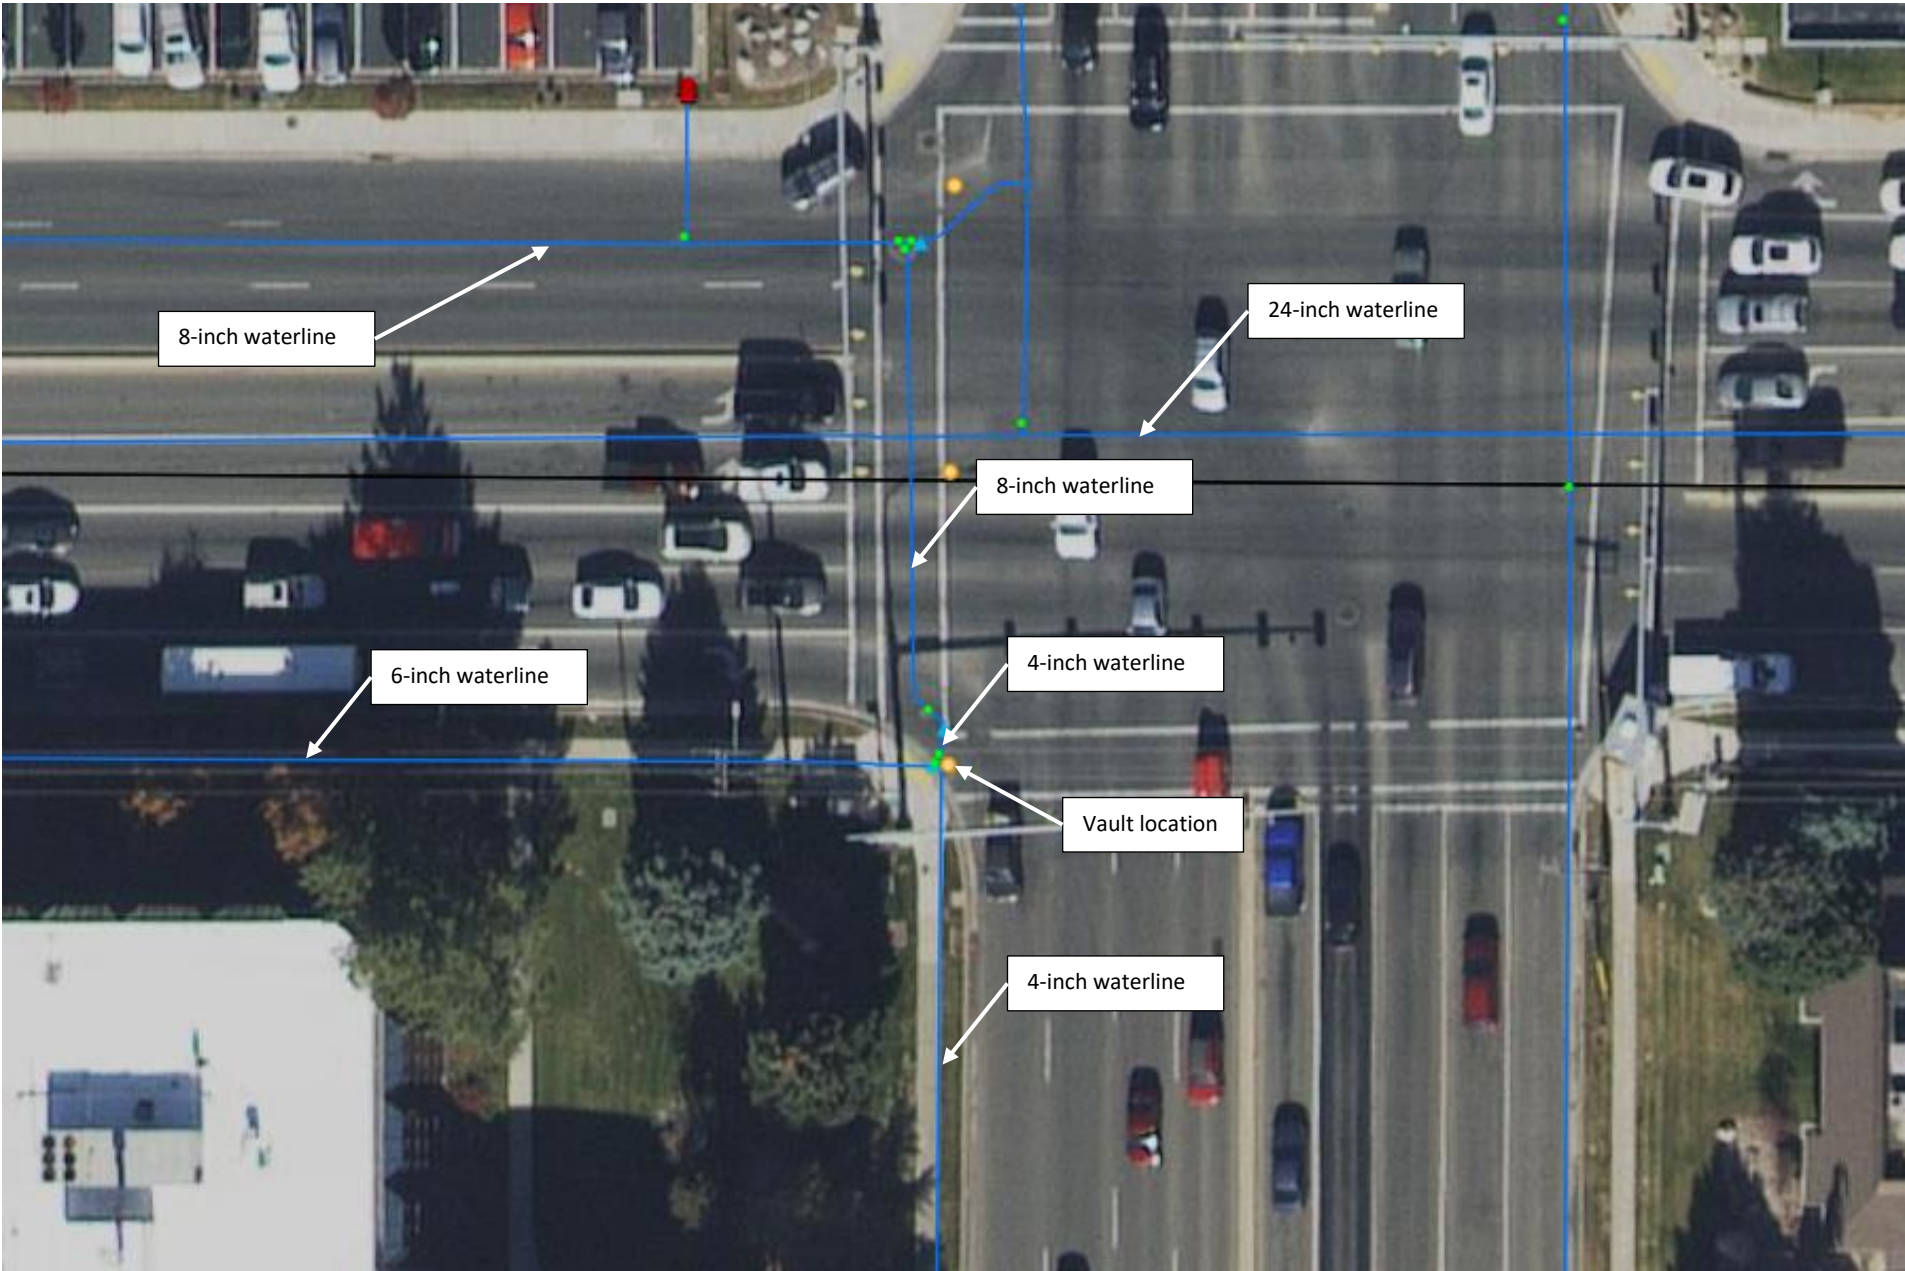 24-inch waterline
8-inch waterline
8-inch waterline
4-inch waterline
6-inch waterline
Vault location
4-inch waterline